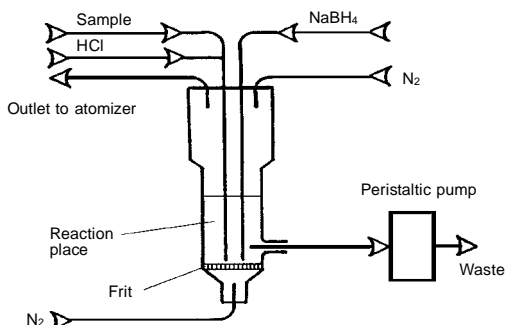 Sample
NaBH₄
HCl
N₂
Outlet to atomizer
Peristaltic pump
Reaction
place
Waste
Frit
N₂